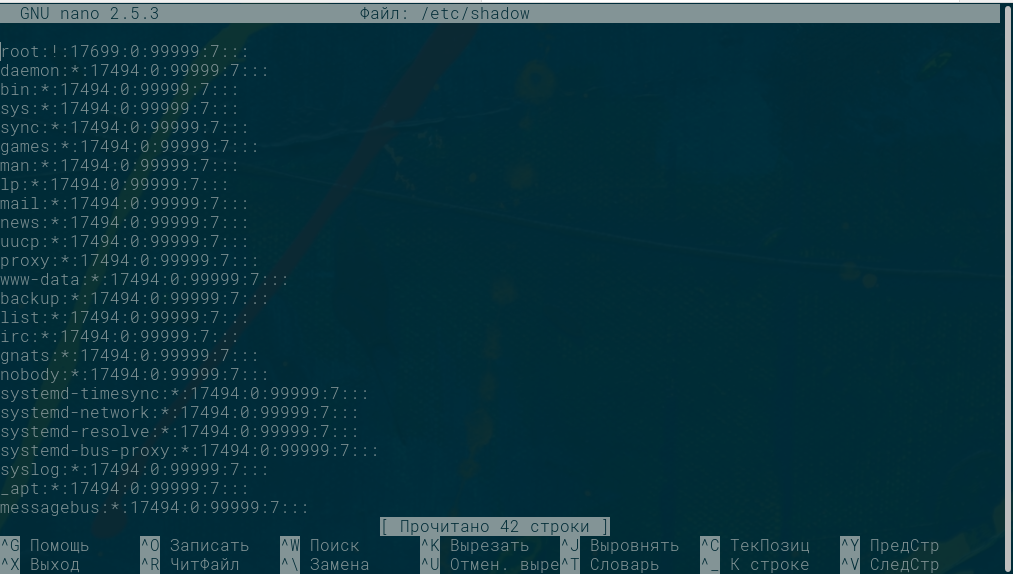 GNU nano 2.5.3 Файл: /etc/shadow
root:!:17699:0:99999:7:::
daemon:*:17494:0:99999:7:::
bin:*:17494:0:99999:7:::
sys:*:17494:0:99999:7:::
sync:*:17494:0:99999:7:::
games:*:17494:0:99999:7:::
man:*:17494:0:99999:7:::
lp:*:17494:0:99999:7:::
mail:*:17494:0:99999:7:::
news:*:17494:0:99999:7:::
uucp:*:17494:0:99999:7:::
proxy:*:17494:0:99999:7:::
www-data:*:17494:0:99999:7:::
backup:*:17494:0:99999:7:::
list:*:17494:0:99999:7:::
irc:*:17494:0:99999:7:::
gnats:*:17494:0:99999:7:::
nobody:*:17494:0:99999:7:::
systemd-timesync:*:17494:0:99999:7:::
systemd-network:*:17494:0:99999:7:::
systemd-resolve:*:17494:0:99999:7:::
systemd-bus-proxy:*:17494:0:99999:7:::
syslog:*:17494:0:99999:7:::
_apt:*:17494:0:99999:7:::
messagebus:*:17494:0:99999:7:::
[ Прочитано 42 строки ]
^G Помощь ^O Записать ^W Поиск ^K Вырезать ^J Выровнять ^C ТекПозиц ^Y ПредСтр
^X Выход ^R ЧитФайл ^\ Замена ^U Отмен. выре^T Словарь ^_ К строке ^V СледСтр